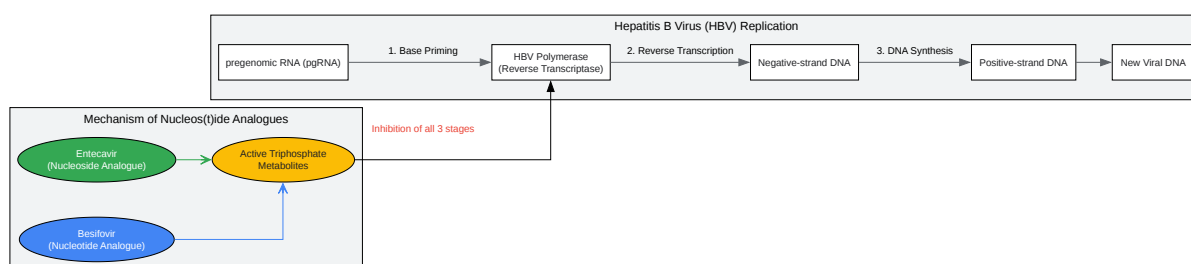 Hepatitis B Virus (HBV) Replication
pregenomic RNA (pgRNA)
1. Base Priming
HBV Polymerase
(Reverse Transcriptase)
2. Reverse Transcription
Negative-strand DNA
3. DNA Synthesis
Positive-strand DNA
New Viral DNA
Mechanism of Nucleos(t)ide Analogues
Inhibition of all 3 stages
Entecavir
(Nucleoside Analogue)
Active Triphosphate
Metabolites
Besifovir
(Nucleotide Analogue)